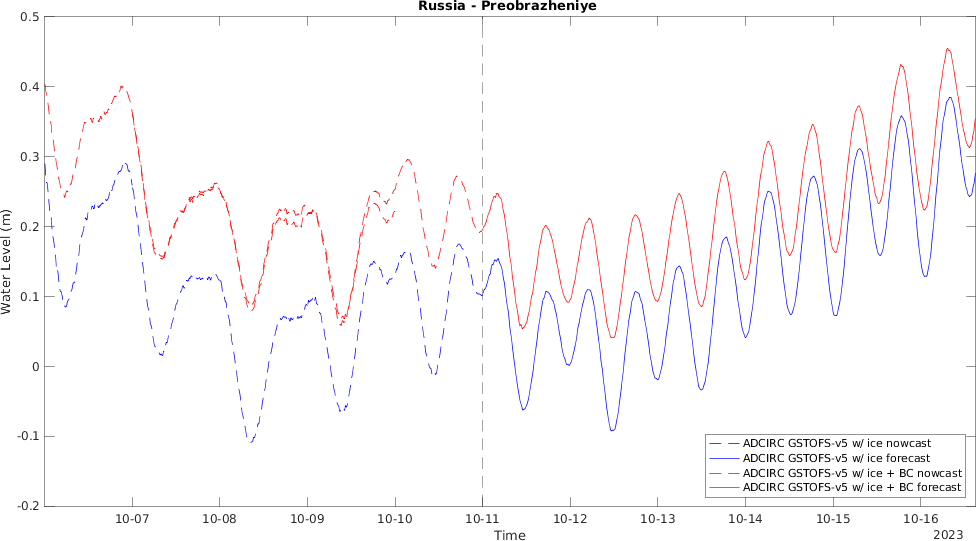 Russia - Preobrazheniye
0.5
0.4
0.3
0.2
0.1
0
-0.1
-0.2
Water Level (m)
ADCIRC GSTOFS-v5 w/ ice nowcast
ADCIRC GSTOFS-v5 w/ ice forecast
ADCIRC GSTOFS-v5 w/ ice + BC nowcast
ADCIRC GSTOFS-v5 w/ ice + BC forecast
10-07 10-08 10-09 10-10 10-11 10-12 10-13 10-14 10-15 10-16
Time
2023